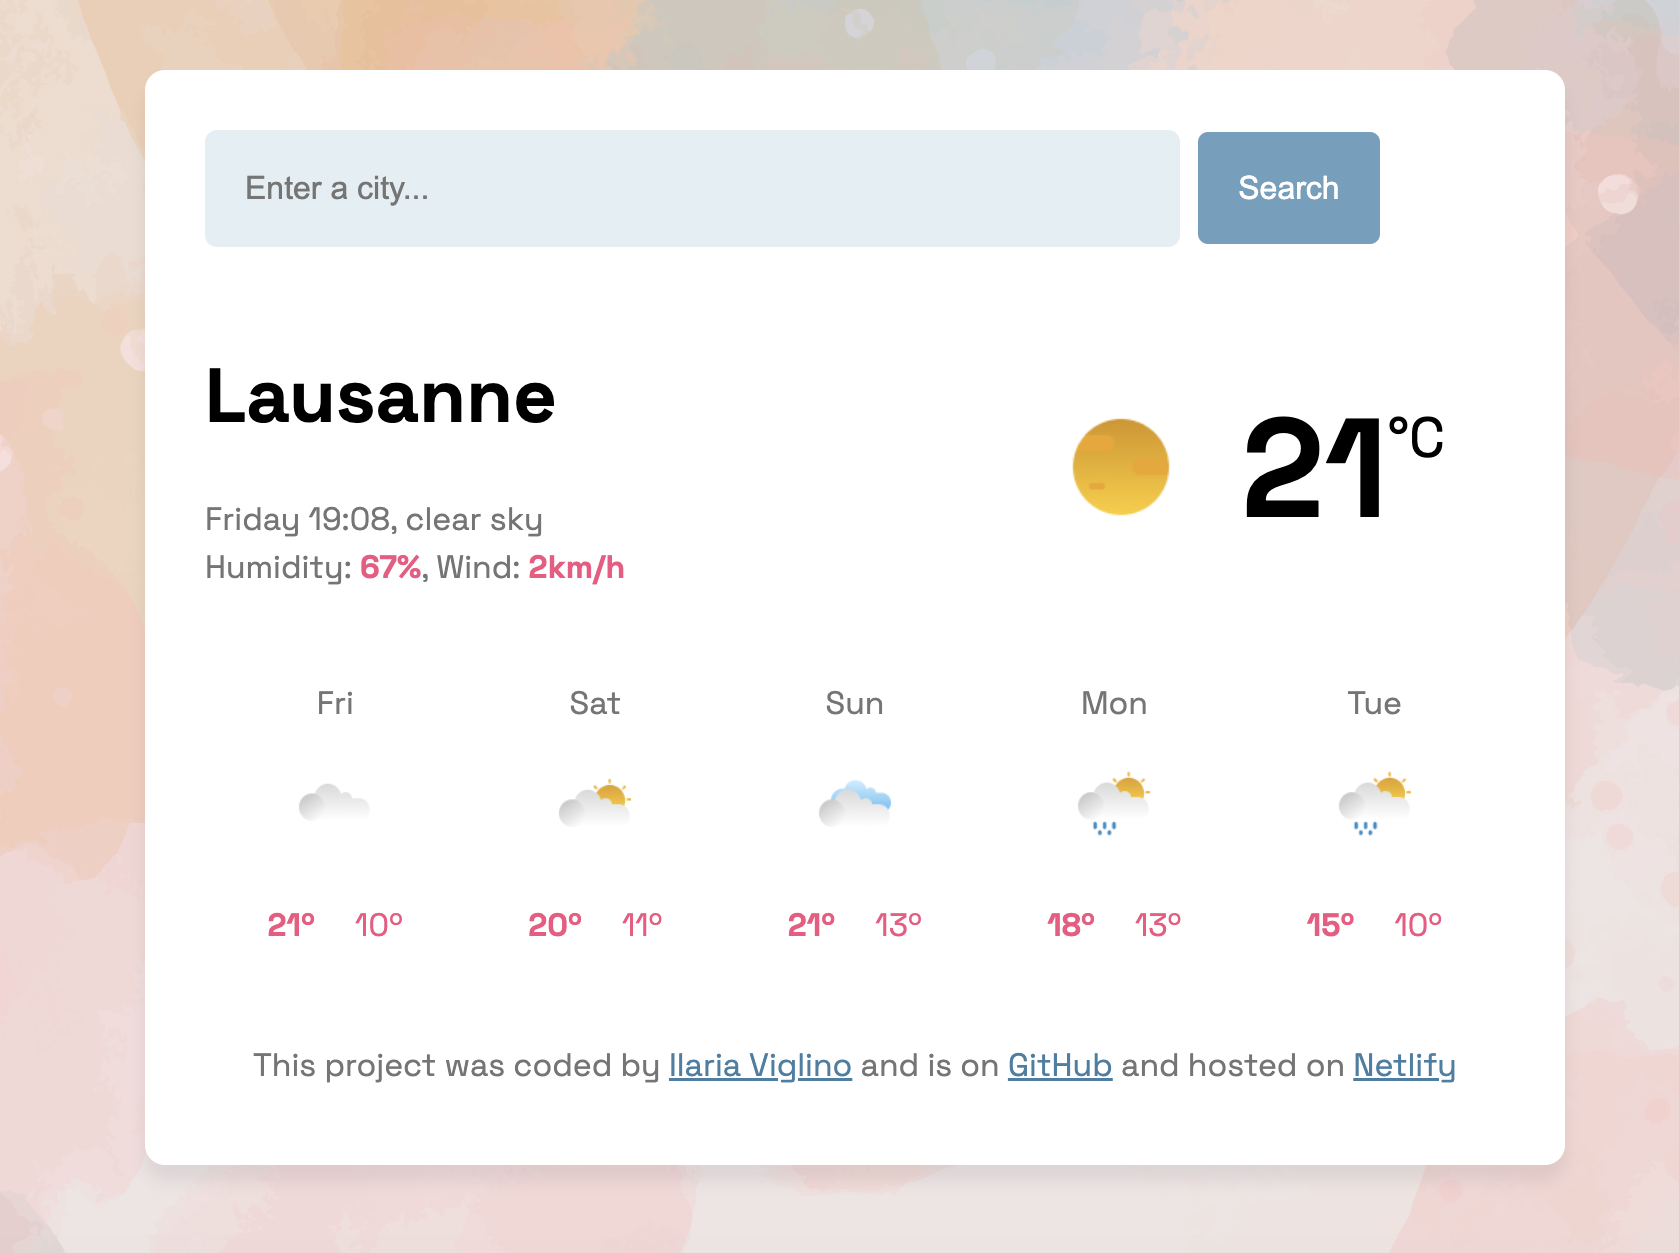 Enter a city...
Search
Lausanne
21°C
Friday 19:08, clear sky
Humidity: 67%, Wind: 2km/h
Fri Sat Sun Mon Tue
21° 10° 20° 11° 21° 13° 18° 13° 15° 10°
This project was coded by Ilaria Viglino and is on GitHub and hosted on Netlify